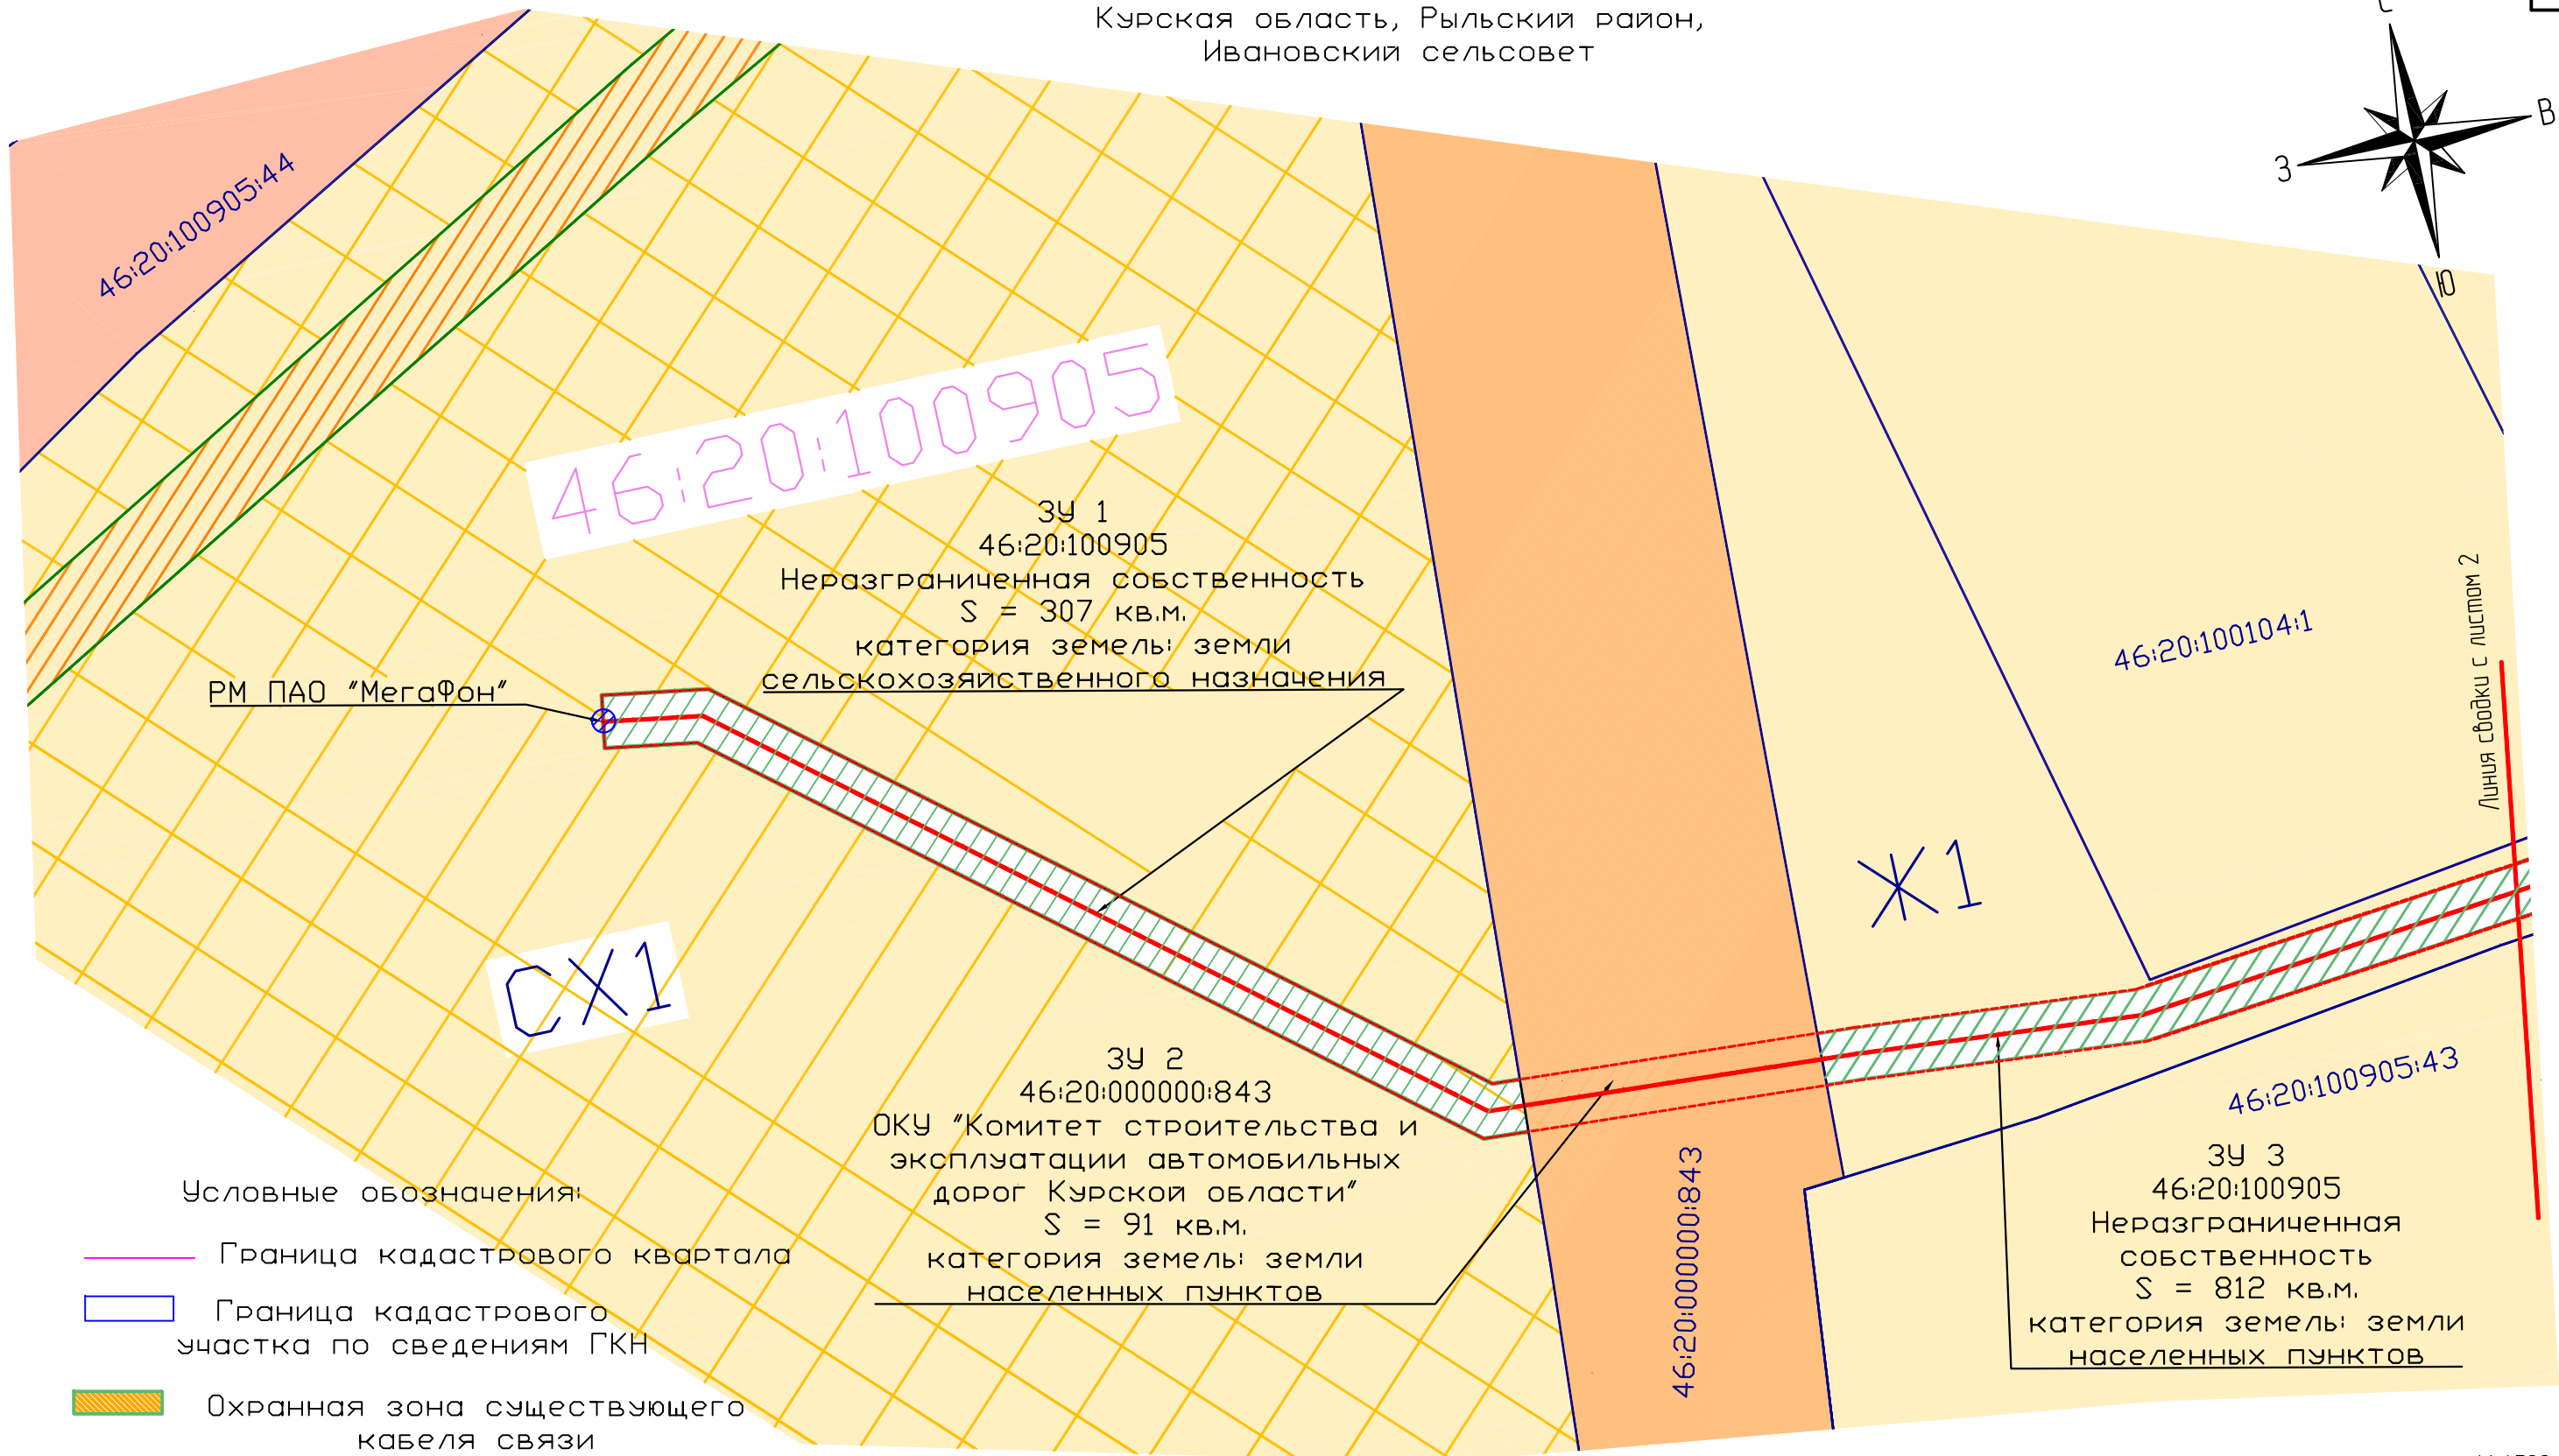 Курская область, Рыльский район,
Ивановский сельсовет
С
В
З
Ю
46:20:100905:44
46:20:100905
ЗУ 1
46:20:100905
Неразграниченная собственность
S = 307 кв.м.
категория земель: земли
сельскохозяйственного назначения
РМ ПАО "МегаФон"
46:20:100104:1
Линия сводки с листом 2
Ж1
СХ1
ЗУ 2
46:20:000000:843
ОКУ "Комитет строительства и
эксплуатации автомобильных
дорог Курской области"
S = 91 кв.м.
категория земель: земли
населенных пунктов
46:20:000000:843
46:20:100905:43
ЗУ 3
46:20:100905
Неразграниченная
собственность
S = 812 кв.м.
категория земель: земли
населенных пунктов
Условные обозначения:
Граница кадастрового квартала
Граница кадастрового
участка по сведениям ГКН
Охранная зона существующего
кабеля связи